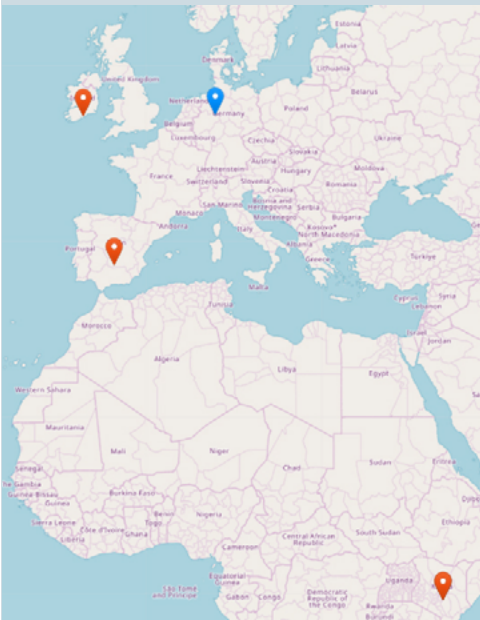 Estonia
Latvia
Denmark
Lithuania
United Kingdom
Belarus
Poland
Germany
Belgium
Luxembourg
Ukraine
Czechia
Slovakia
Austria
Moldova
Liechtenstein
Hungary
France
Switzerland
Slovenia
Romania
Croatia
San Marino
Bosnia and
Herzegovina
Serbia
Monaco
Montenegro
Bulgaria
Andorra
Italy
Kosovo*
North Macedonia
Portugal
Albania
Greece
Türkiye
Malta
Cyprus
Syria
Tunisia
Lebanon
Morocco
Israel
Jordan
Algeria
Libya
Egypt
Western Sahara
Mauritania
Mali
Niger
Chad
Sudan
Eritrea
Senegal
The Gambia
Guinea-Bissau
Burkina Faso
Guinea
Benin
Nigeria
Togo
Sierra Leone
Côte d'Ivoire
Ghana
Ethiopia
Liberia
Central African
Republic
South Sudan
Cameroon
Equatorial
Guinea
Uganda
São Tomé
and Príncipe
Gabon
Congo
Democratic
Republic of
the Congo
Rwanda
Burundi